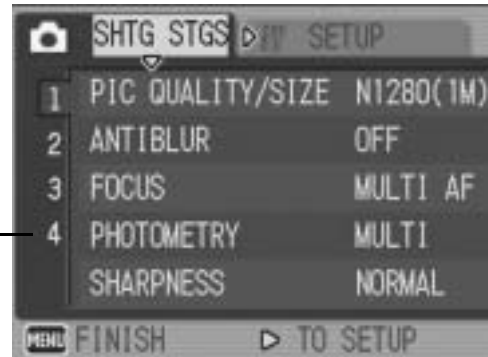 SHTG STGS SETUP
1 PIC QUALITY/SIZE N1280(1M)
2 ANTIBLUR OFF
3 FOCUS MULTI AF
4 PHOTOMETRY MULTI
SHARPNESS NORMAL
MENU FINISH TO SETUP